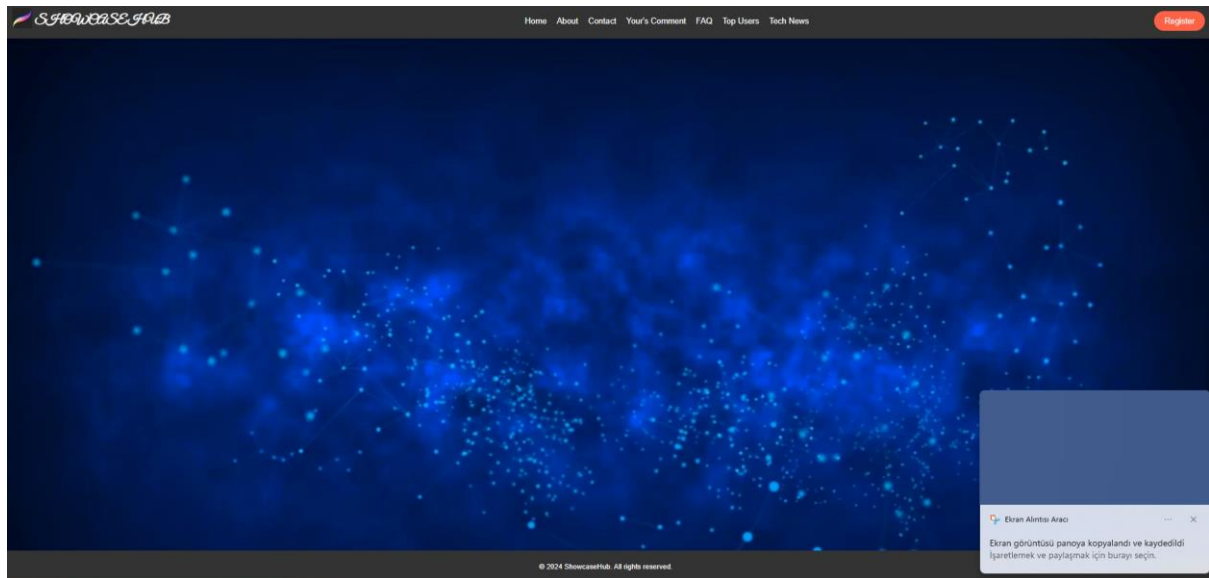 SHOWCASEHUB
Home About Contact Your's Comment FAQ Top Users Tech News
Register
Ekran Alıntısı Aracı
Ekran görüntüsü panoya kopyalandı ve kaydedildi
İşaretlemek ve paylaşmak için burayı seçin.
© 2024 ShowcaseHub. All rights reserved.